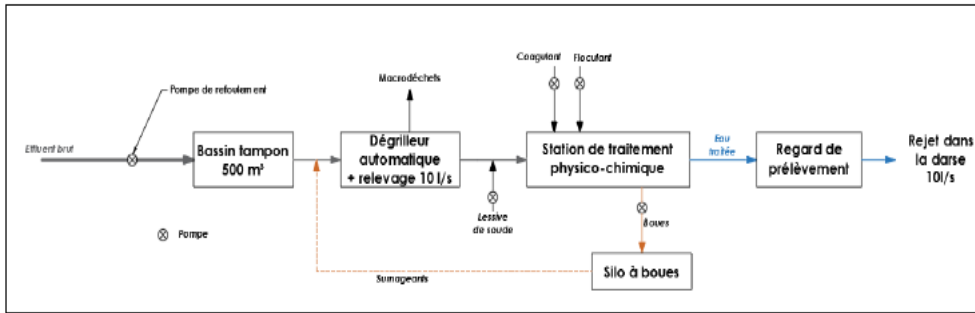 Coagulant
Floculant
Macrodéchets
Pompe de refoulement
Effluent brut
Bassin tampon
500 m³
Dégrilleur
automatique
+ relevage 10 l/s
Station de traitement
physico-chimique
Eau
traitée
Regard de
prélèvement
Rejet dans
la darse
10l/s
Lessive
de soude
Boues
Pompe
Surnageants
Silo à boues